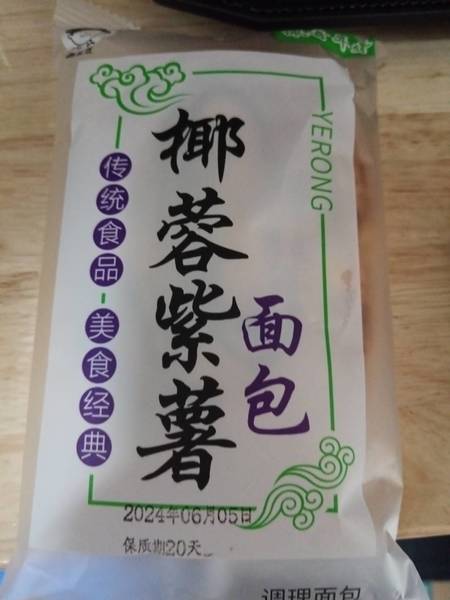 YERONG
椰蓉紫薯
面包
传统食品
美食经典
2024年06月05日
保质期20天
调理面包